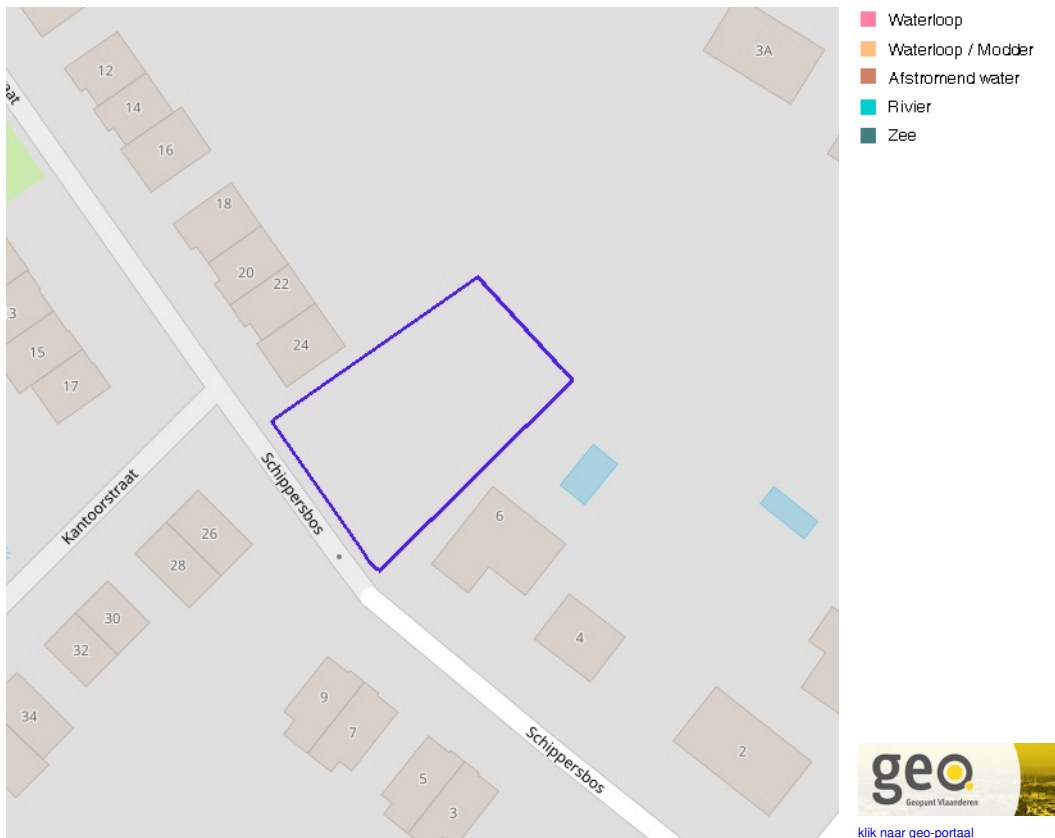 Waterloop
Waterloop / Modder
Afstromend water
Rivier
Zee
3A
12
14
16
18
20
22
24
3
15
17
Schippersbos
Kantoorstraat
26
28
30
32
34
6
4
2
9
7
5
3
Schippersbos
geo.
Geopunt Vlaanderen
klik naar geo-portaal